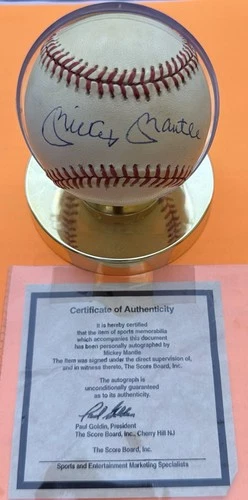 Mickey Mantle
Certificate of Authenticity
It is hereby certified
that the item of sports memorabilia
which accompanies this document
has been personally autographed by
Mickey Mantle
The item was signed under the direct supervision of,
and in witness thereto, The Score Board, Inc.
The autograph is
unconditionally guaranteed
as to its authenticity.
Paul Goldin
Paul Goldin, President
The Score Board, Inc., Cherry Hill NJ
The Score Board, Inc.
Sports and Entertainment Marketing Specialists